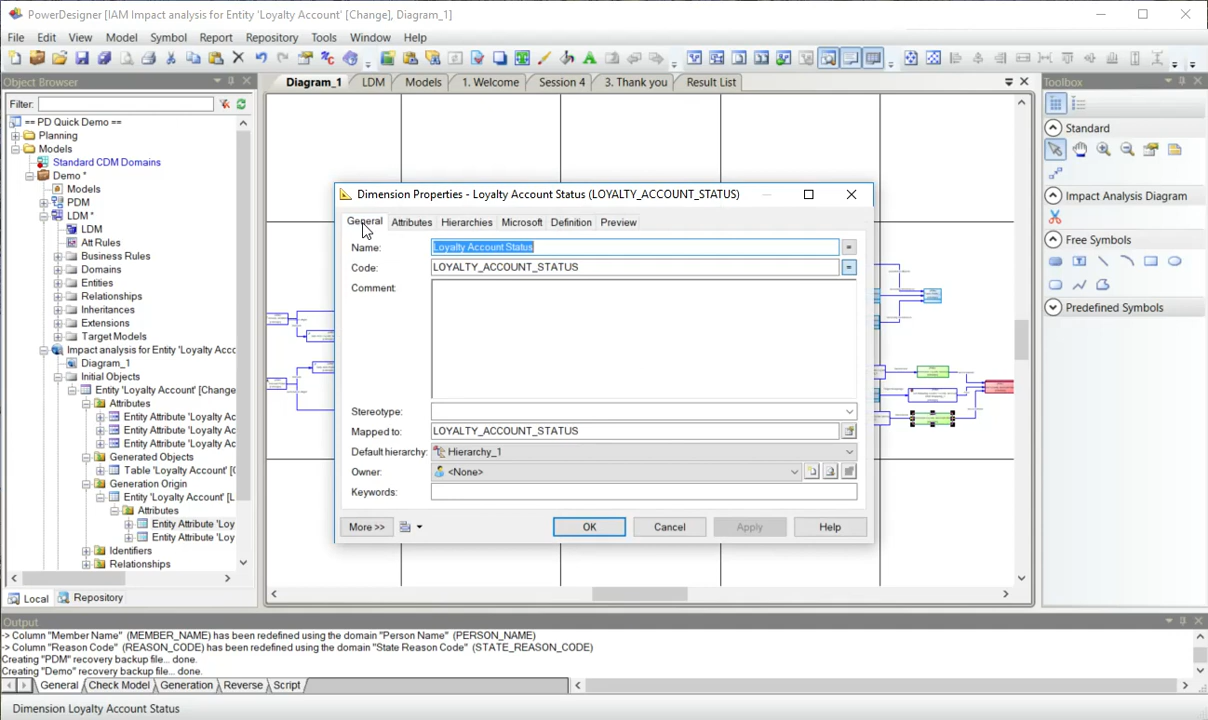 PowerDesigner [IAM Impact analysis for Entity 'Loyalty Account' [Change], Diagram_1]
File Edit View Model Symbol Report Repository Tools Window Help
Object Browser
Diagram_1 LDM Models 1. Welcome Session 4 3. Thank you Result List
Toolbox
Filter:
== PD Quick Demo ==
Planning
Models
Standard CDM Domains
Demo *
Models
PDM
LDM *
LDM
Att Rules
Business Rules
Domains
Entities
Relationships
Inheritances
Extensions
Target Models
Impact analysis for Entity 'Loyalty Accc
Diagram_1
Initial Objects
Entity 'Loyalty Account' [Change
Attributes
Entity Attribute 'Loyalty Ac
Entity Attribute 'Loyalty Ac
Entity Attribute 'Loyalty Ac
Generated Objects
Table 'Loyalty Account' [C
Generation Origin
Entity 'Loyalty Account' [L
Attributes
Entity Attribute 'Loy
Entity Attribute 'Loy
Identifiers
Relationships
Local Repository
Dimension Properties - Loyalty Account Status (LOYALTY_ACCOUNT_STATUS)
General Attributes Hierarchies Microsoft Definition Preview
Name: Loyalty Account Status =
Code: LOYALTY_ACCOUNT_STATUS =
Comment:
Stereotype:
Mapped to: LOYALTY_ACCOUNT_STATUS
Default hierarchy: Hierarchy_1
Owner: <None>
Keywords:
More >> OK Cancel Apply Help
Standard
Impact Analysis Diagram
Free Symbols
Predefined Symbols
Output
-> Column "Member Name" (MEMBER_NAME) has been redefined using the domain "Person Name" (PERSON_NAME)
-> Column "Reason Code" (REASON_CODE) has been redefined using the domain "State Reason Code" (STATE_REASON_CODE)
Creating "PDM" recovery backup file... done.
Creating "Demo" recovery backup file... done.
General Check Model Generation Reverse Script
Dimension Loyalty Account Status